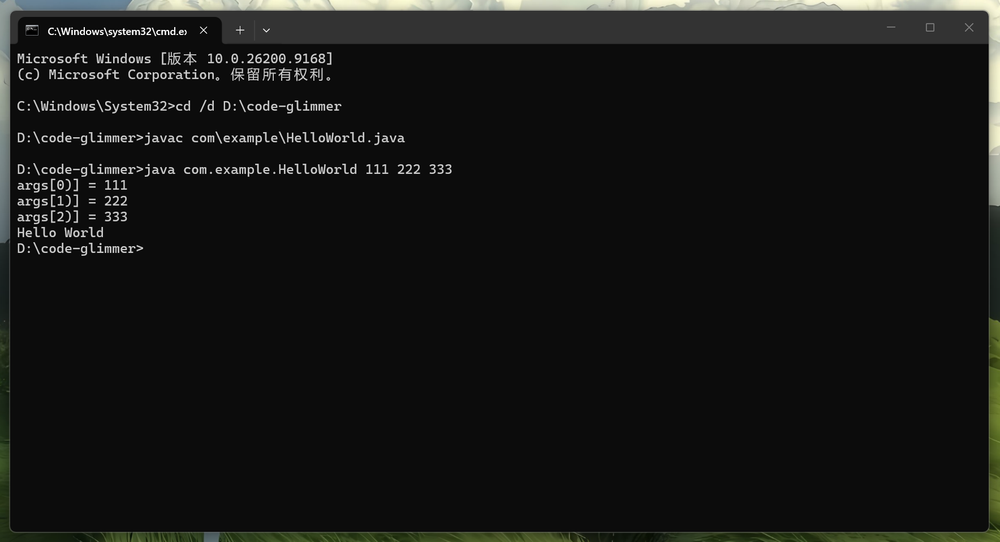 C:\Windows\system32\cmd.ex
Microsoft Windows [版本 10.0.26200.9168]
(c) Microsoft Corporation。保留所有权利。
C:\Windows\System32>cd /d D:\code-glimmer
D:\code-glimmer>javac com\example\HelloWorld.java
D:\code-glimmer>java com.example.HelloWorld 111 222 333
args[0)] = 111
args[1)] = 222
args[2)] = 333
Hello World
D:\code-glimmer>